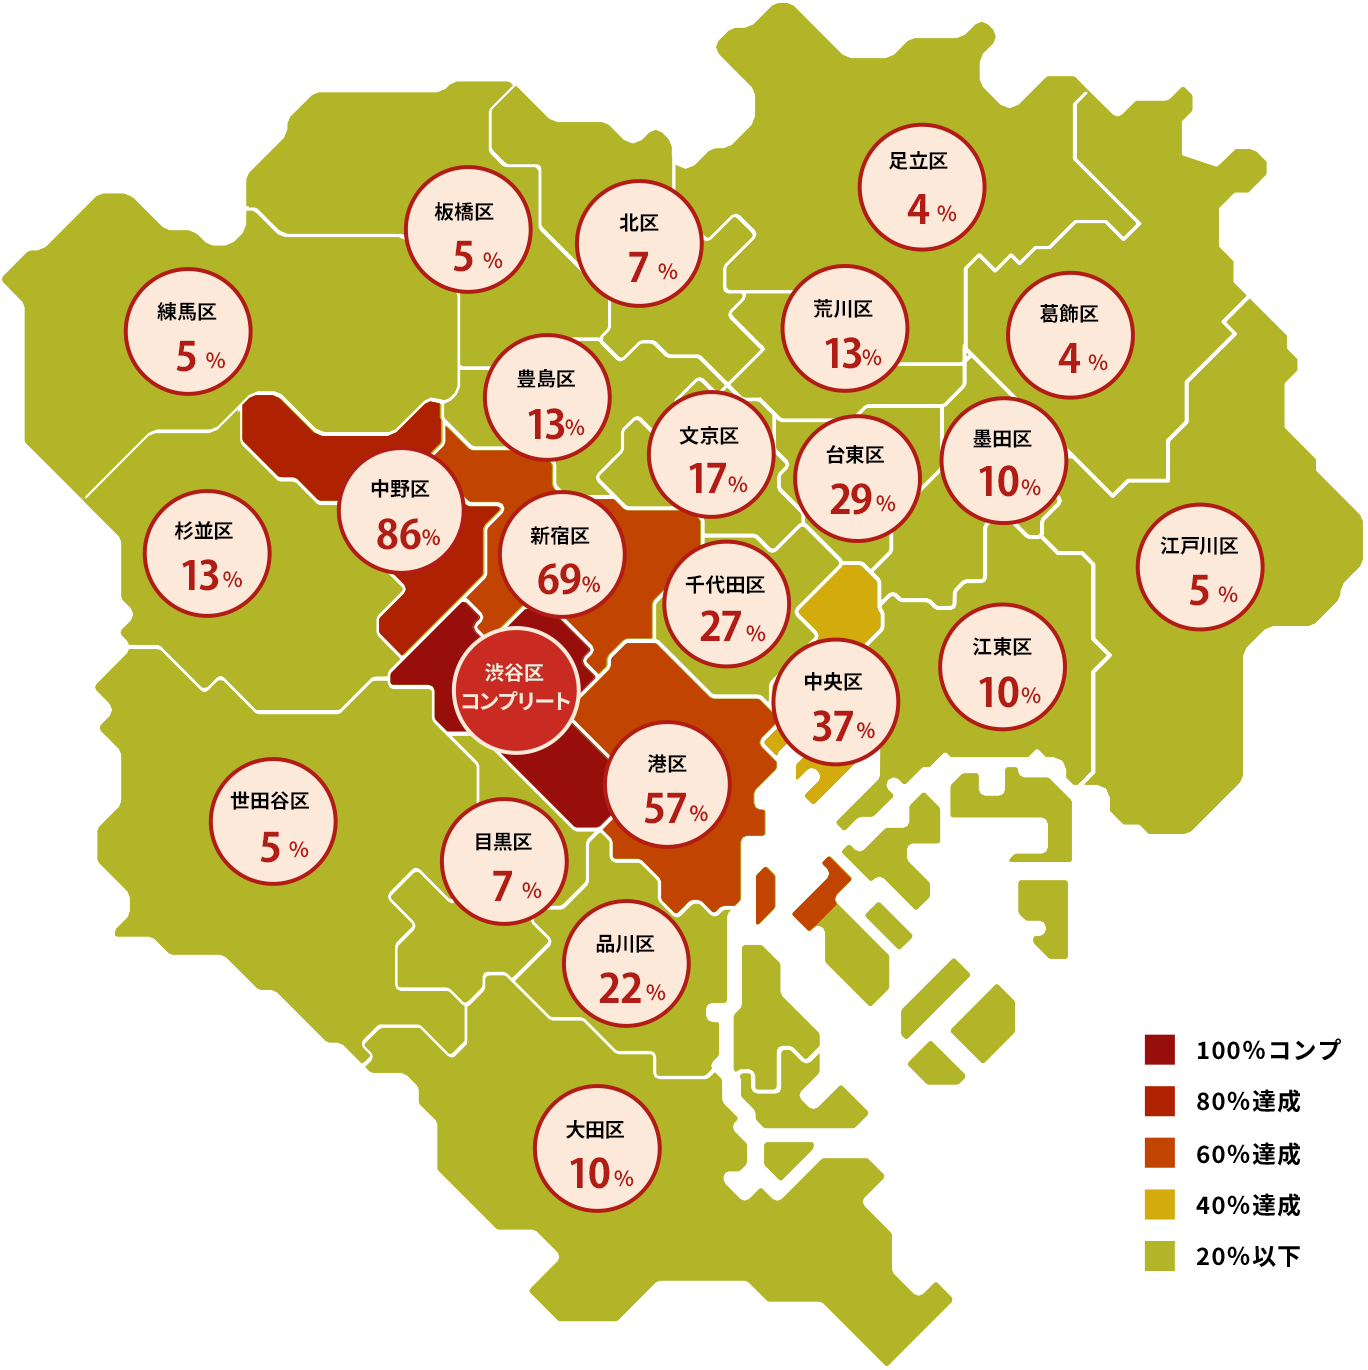 足立区
4%
板橋区
5%
北区
7%
練馬区
5%
荒川区
13%
葛飾区
4%
豊島区
13%
文京区
17%
台東区
29%
墨田区
10%
中野区
86%
杉並区
13%
新宿区
69%
江戸川区
5%
千代田区
27%
江東区
10%
渋谷区
コンプリート
中央区
37%
港区
57%
世田谷区
5%
目黒区
7%
品川区
22%
大田区
10%
100%コンプ
80%達成
60%達成
40%達成
20%以下